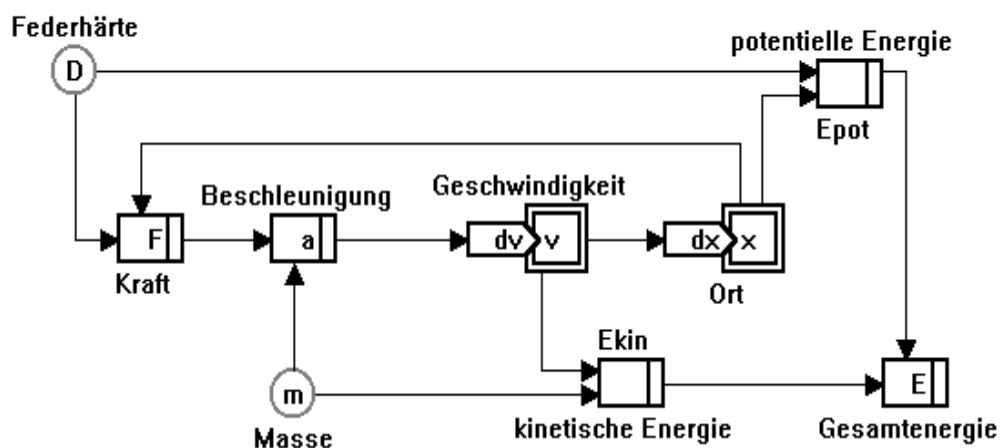 Federhärte
D
potentielle Energie
Epot
Beschleunigung
Geschwindigkeit
F
a
dv
v
dx
x
Kraft
Ort
Ekin
m
E
Masse
kinetische Energie
Gesamtenergie